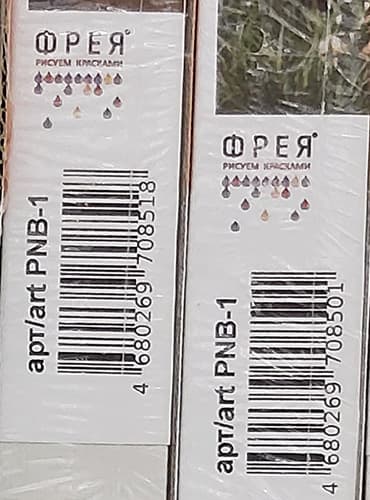 ФРЕЯ®
РИСУЕМ КРАСКАМИ
арт/art PNB-1
4 680269 708518
ФРЕЯ®
РИСУЕМ КРАСКАМИ
арт/art PNB-1
4 680269 708501